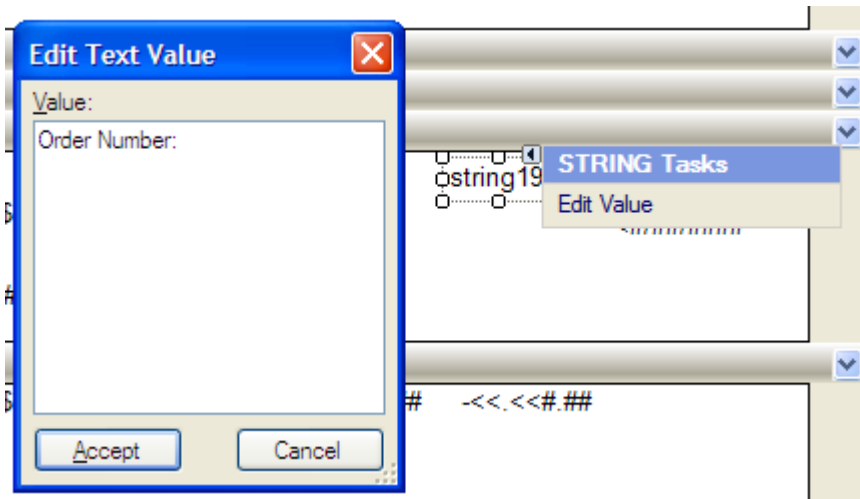 Edit Text Value
Value:
Order Number:
Accept
Cancel
string19
STRING Tasks
Edit Value
$
#
$
## -<<.<<#.##